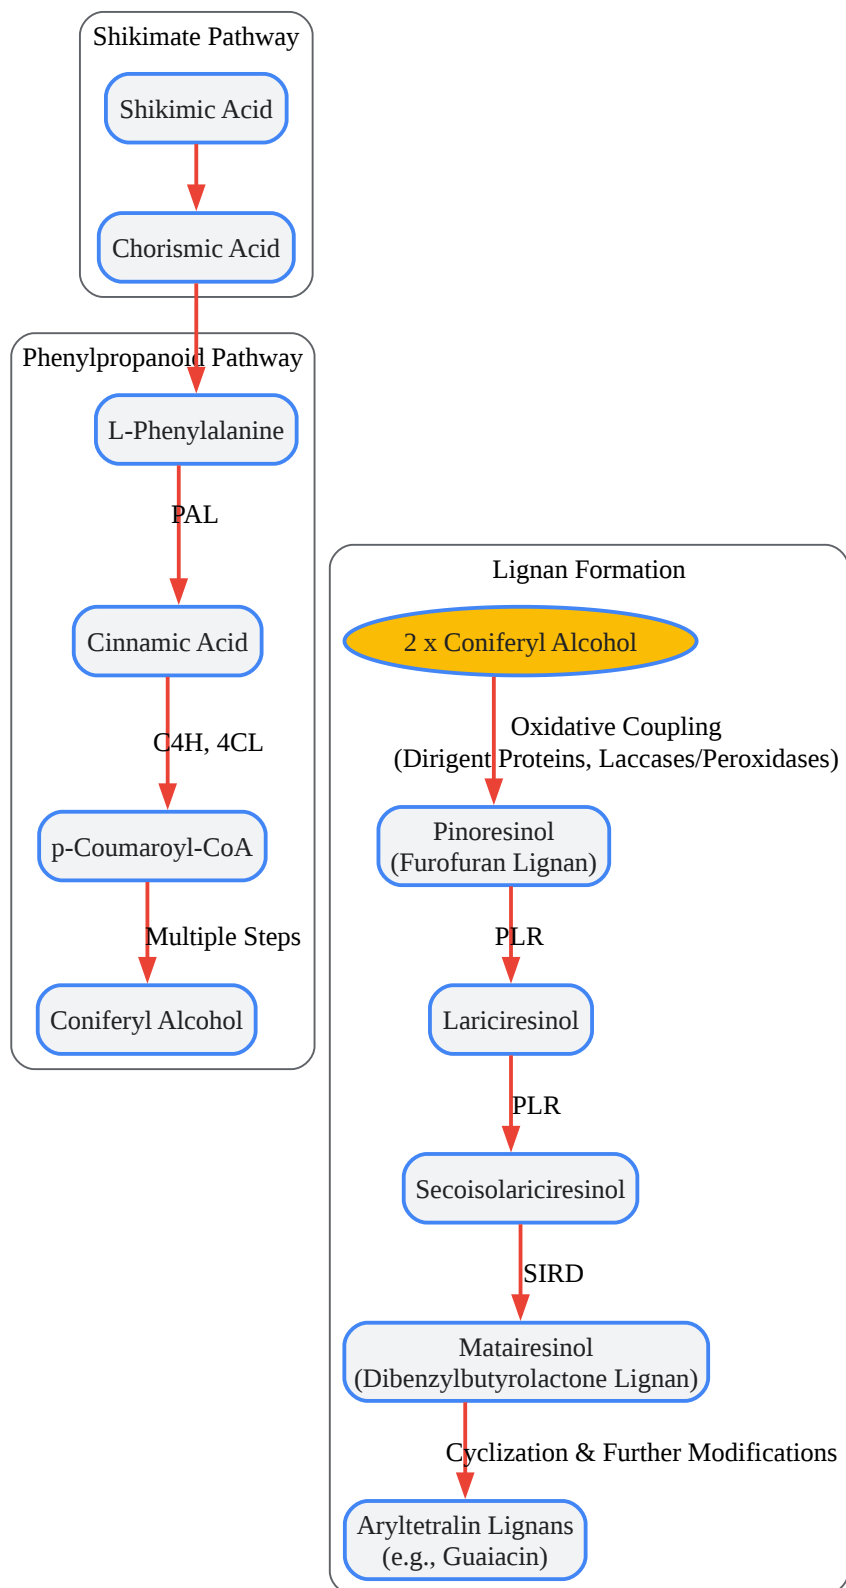 Shikimate Pathway
Shikimic Acid
Chorismic Acid
Phenylpropanoid Pathway
L-Phenylalanine
PAL
Cinnamic Acid
C4H, 4CL
p-Coumaroyl-CoA
Multiple Steps
Coniferyl Alcohol
Lignan Formation
2 x Coniferyl Alcohol
Oxidative Coupling
(Dirigent Proteins, Laccases/Peroxidases)
Pinoresinol
(Furofuran Lignan)
PLR
Lariciresinol
PLR
Secoisolariciresinol
SIRD
Matairesinol
(Dibenzylbutyrolactone Lignan)
Cyclization & Further Modifications
Aryltetralin Lignans
(e.g., Guaiacin)